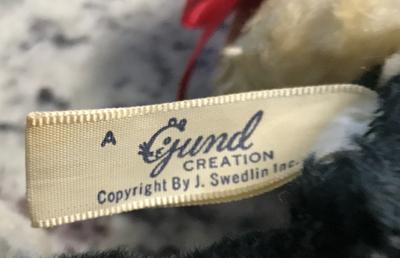 A Gund
CREATION
Copyright By J. Swedlin Inc.